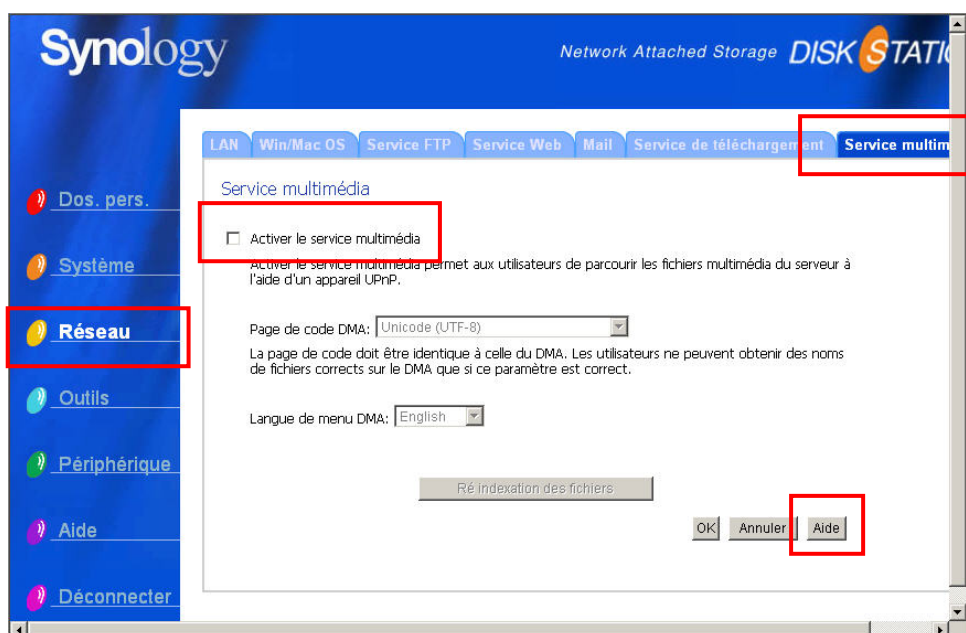 Synology
Network Attached Storage DISK STATIO
LAN Win/Mac OS Service FTP Service Web Mail Service de téléchargement Service multim
Dos. pers.
Système
Réseau
Outils
Périphérique
Aide
Déconnecter
Service multimédia
Activer le service multimédia
Activer le service multimédia permet aux utilisateurs de parcourir les fichiers multimédia du serveur à
l'aide d'un appareil UPnP.
Page de code DMA: Unicode (UTF-8)
La page de code doit être identique à celle du DMA. Les utilisateurs ne peuvent obtenir des noms
de fichiers corrects sur le DMA que si ce paramètre est correct.
Langue de menu DMA: English
Ré indexation des fichiers
OK Annuler Aide